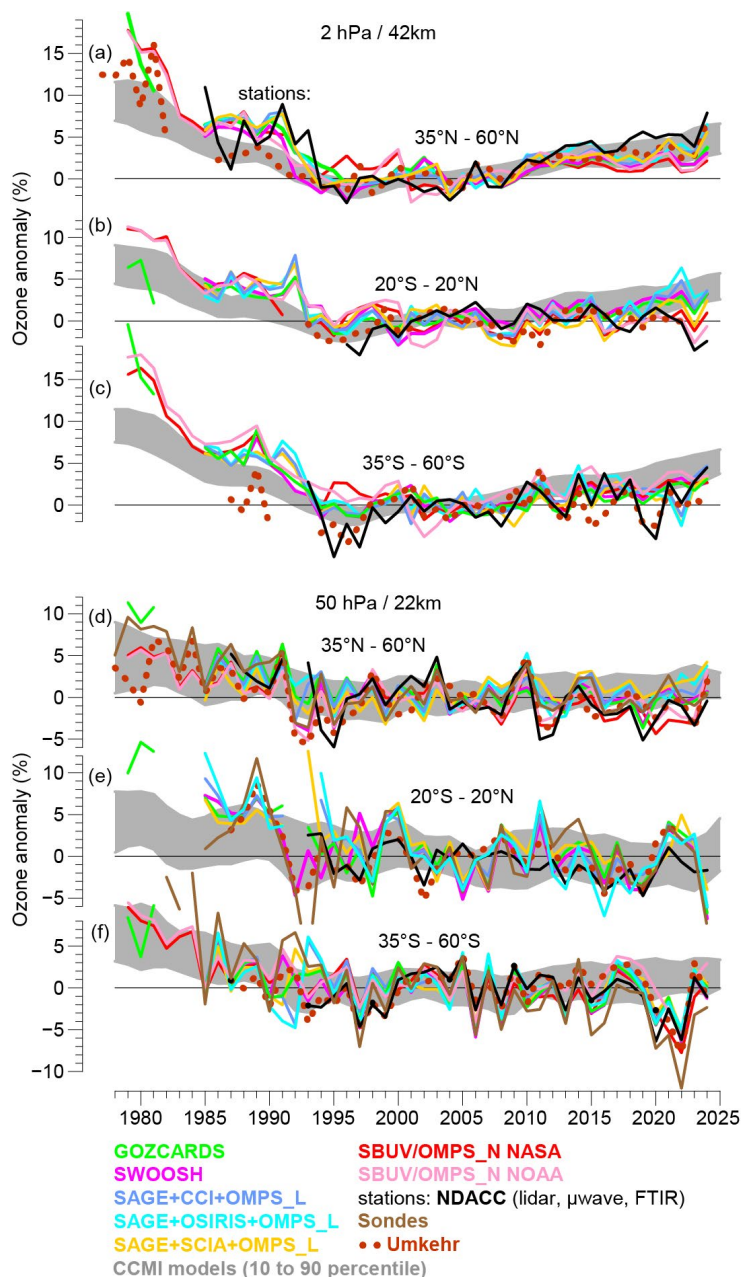 2 hPa / 42km
(a)
stations:
35°N - 60°N
15
10
5
0
Ozone anomaly (%)
(b)
20°S - 20°N
10
5
0
(c)
35°S - 60°S
15
10
5
0
50 hPa / 22km
(d)
35°N - 60°N
10
5
0
−5
Ozone anomaly (%)
(e)
20°S - 20°N
10
5
0
−5
(f)
35°S - 60°S
5
0
−5
−10
1980 1985 1990 1995 2000 2005 2010 2015 2020 2025
GOZCARDS
SWOOSH
SAGE+CCI+OMPS_L
SAGE+OSIRIS+OMPS_L
SAGE+SCIA+OMPS_L
CCMI models (10 to 90 percentile)
SBUV/OMPS_N NASA
SBUV/OMPS_N NOAA
stations: NDACC (lidar, µwave, FTIR)
Sondes
Umkehr